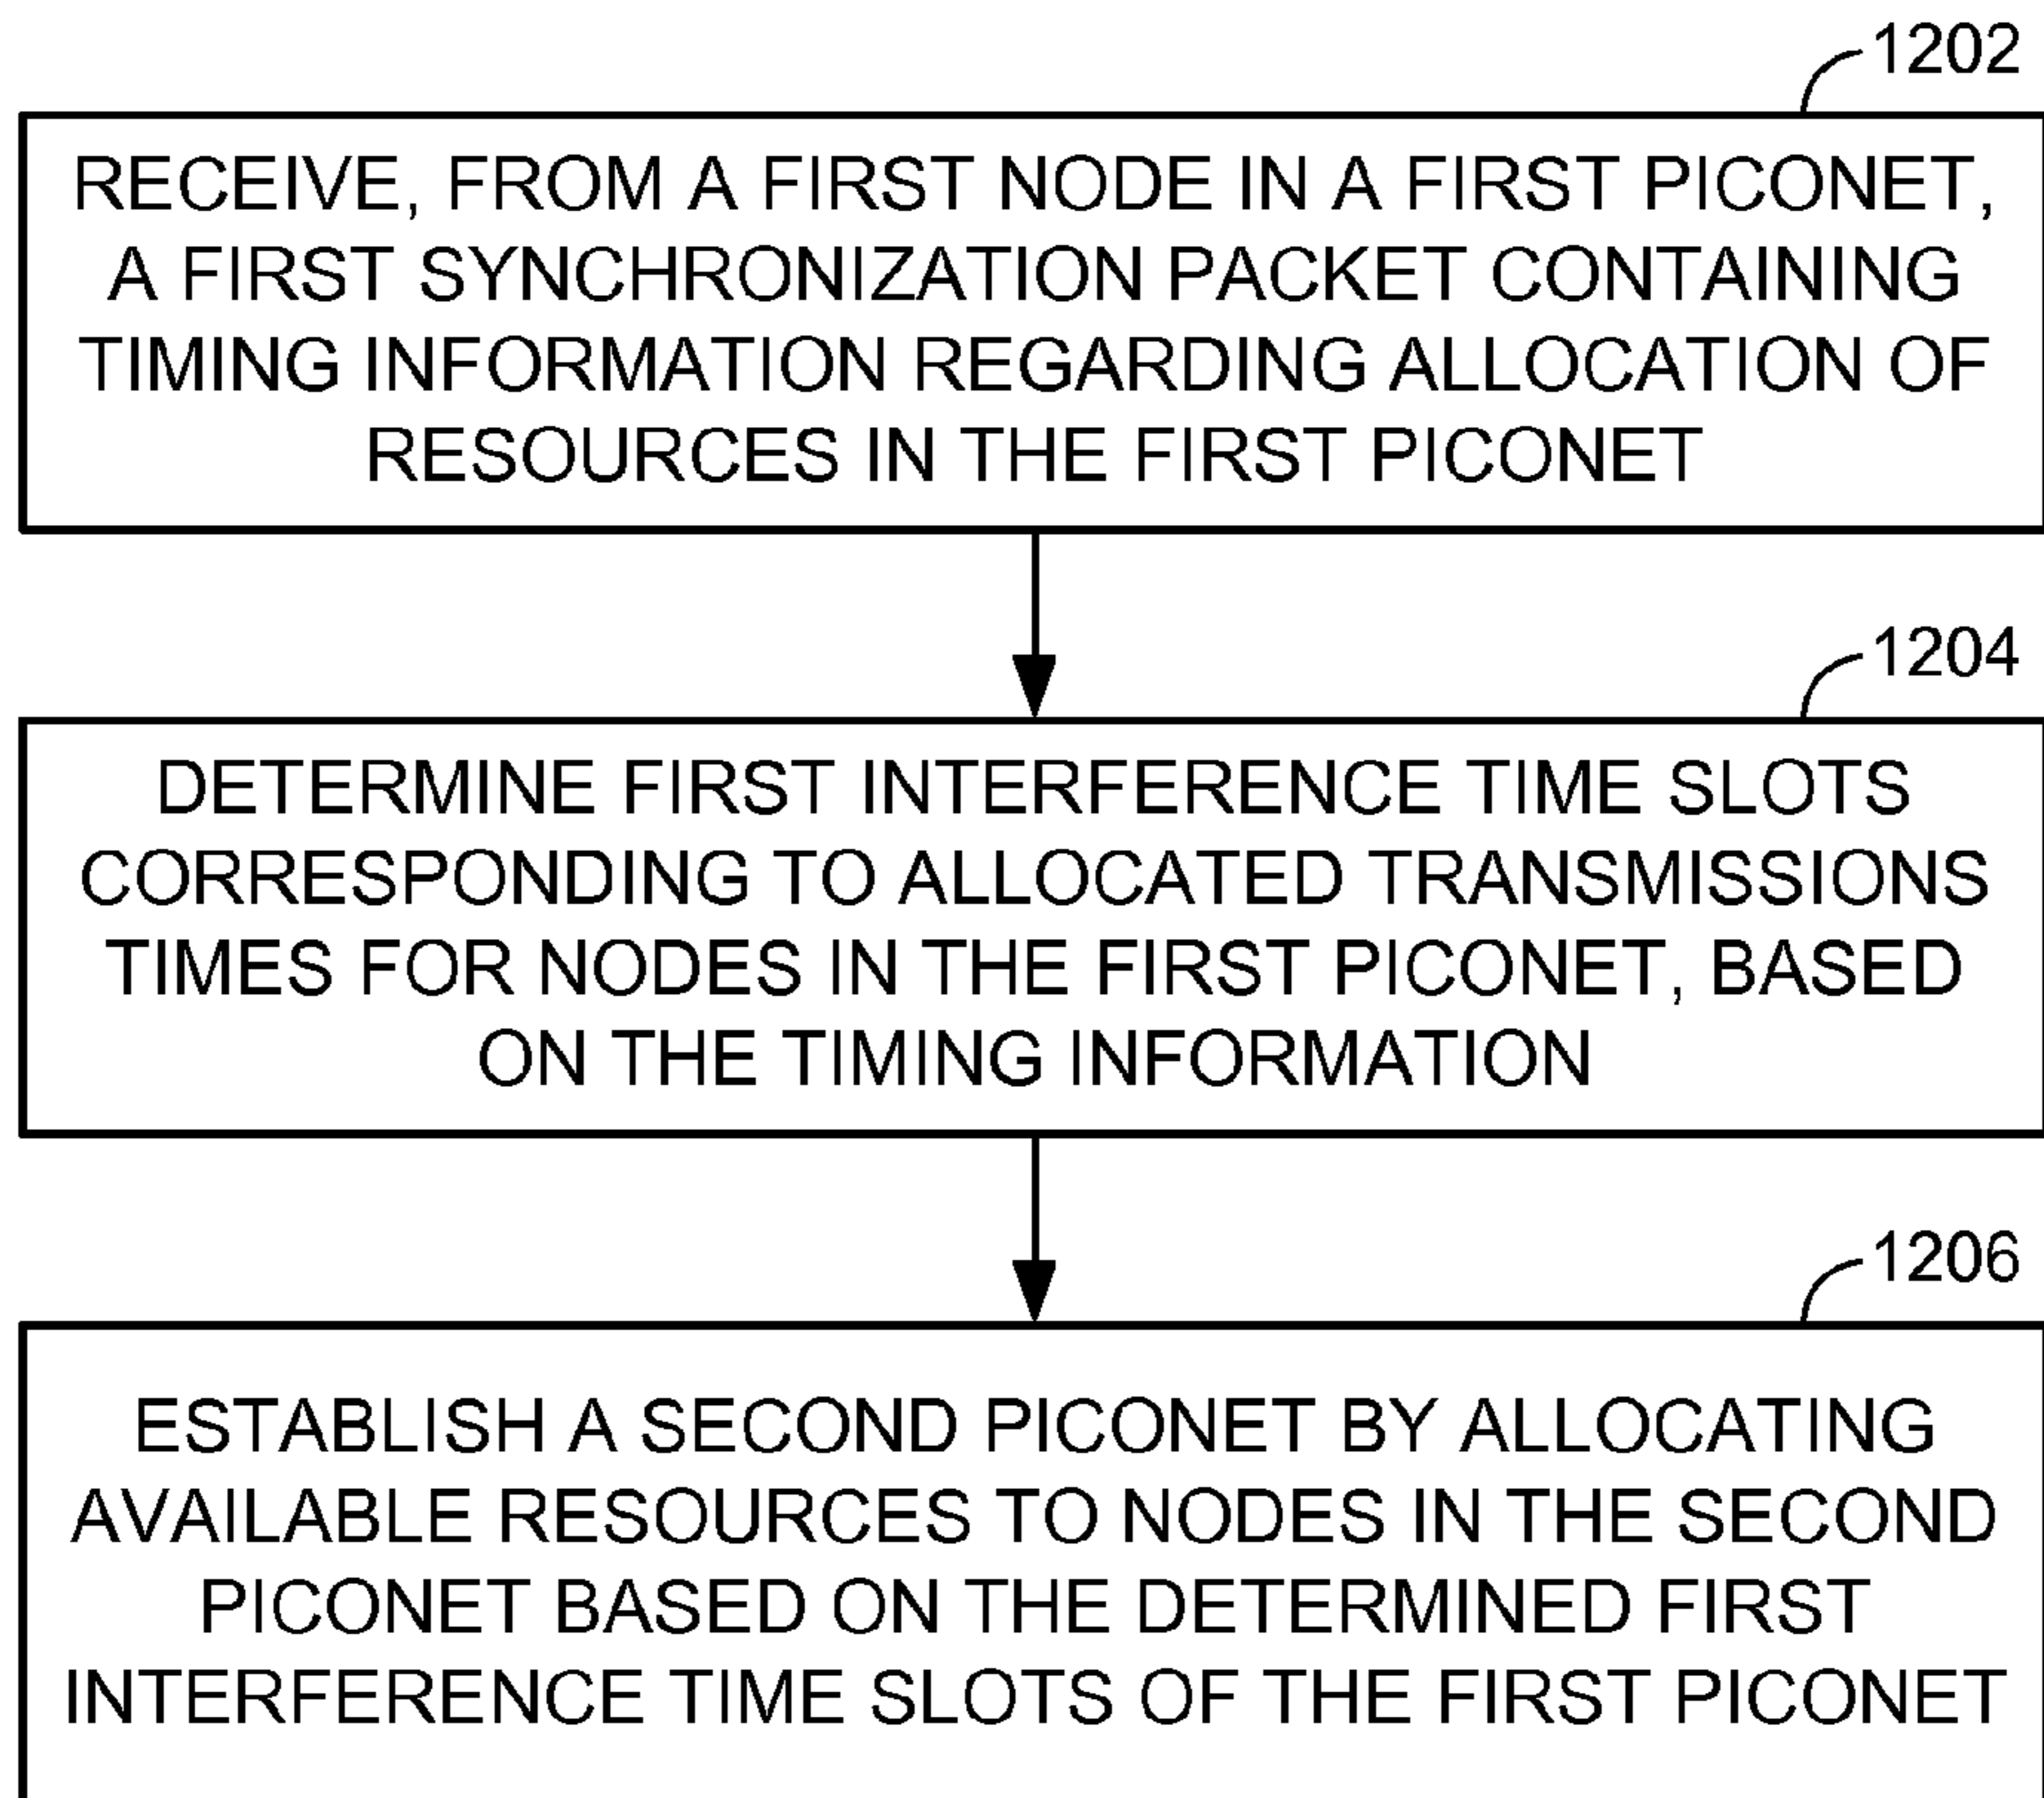 1202
RECEIVE, FROM A FIRST NODE IN A FIRST PICONET,
A FIRST SYNCHRONIZATION PACKET CONTAINING
TIMING INFORMATION REGARDING ALLOCATION OF
RESOURCES IN THE FIRST PICONET
1204
DETERMINE FIRST INTERFERENCE TIME SLOTS
CORRESPONDING TO ALLOCATED TRANSMISSIONS
TIMES FOR NODES IN THE FIRST PICONET, BASED
ON THE TIMING INFORMATION
1206
ESTABLISH A SECOND PICONET BY ALLOCATING
AVAILABLE RESOURCES TO NODES IN THE SECOND
PICONET BASED ON THE DETERMINED FIRST
INTERFERENCE TIME SLOTS OF THE FIRST PICONET